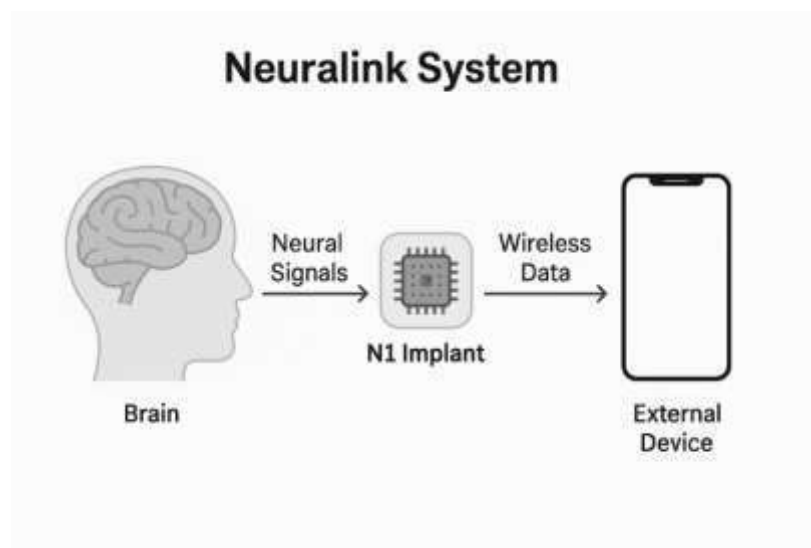 Neuralink System
Neural
Signals
Wireless
Data
N1 Implant
Brain
External
Device